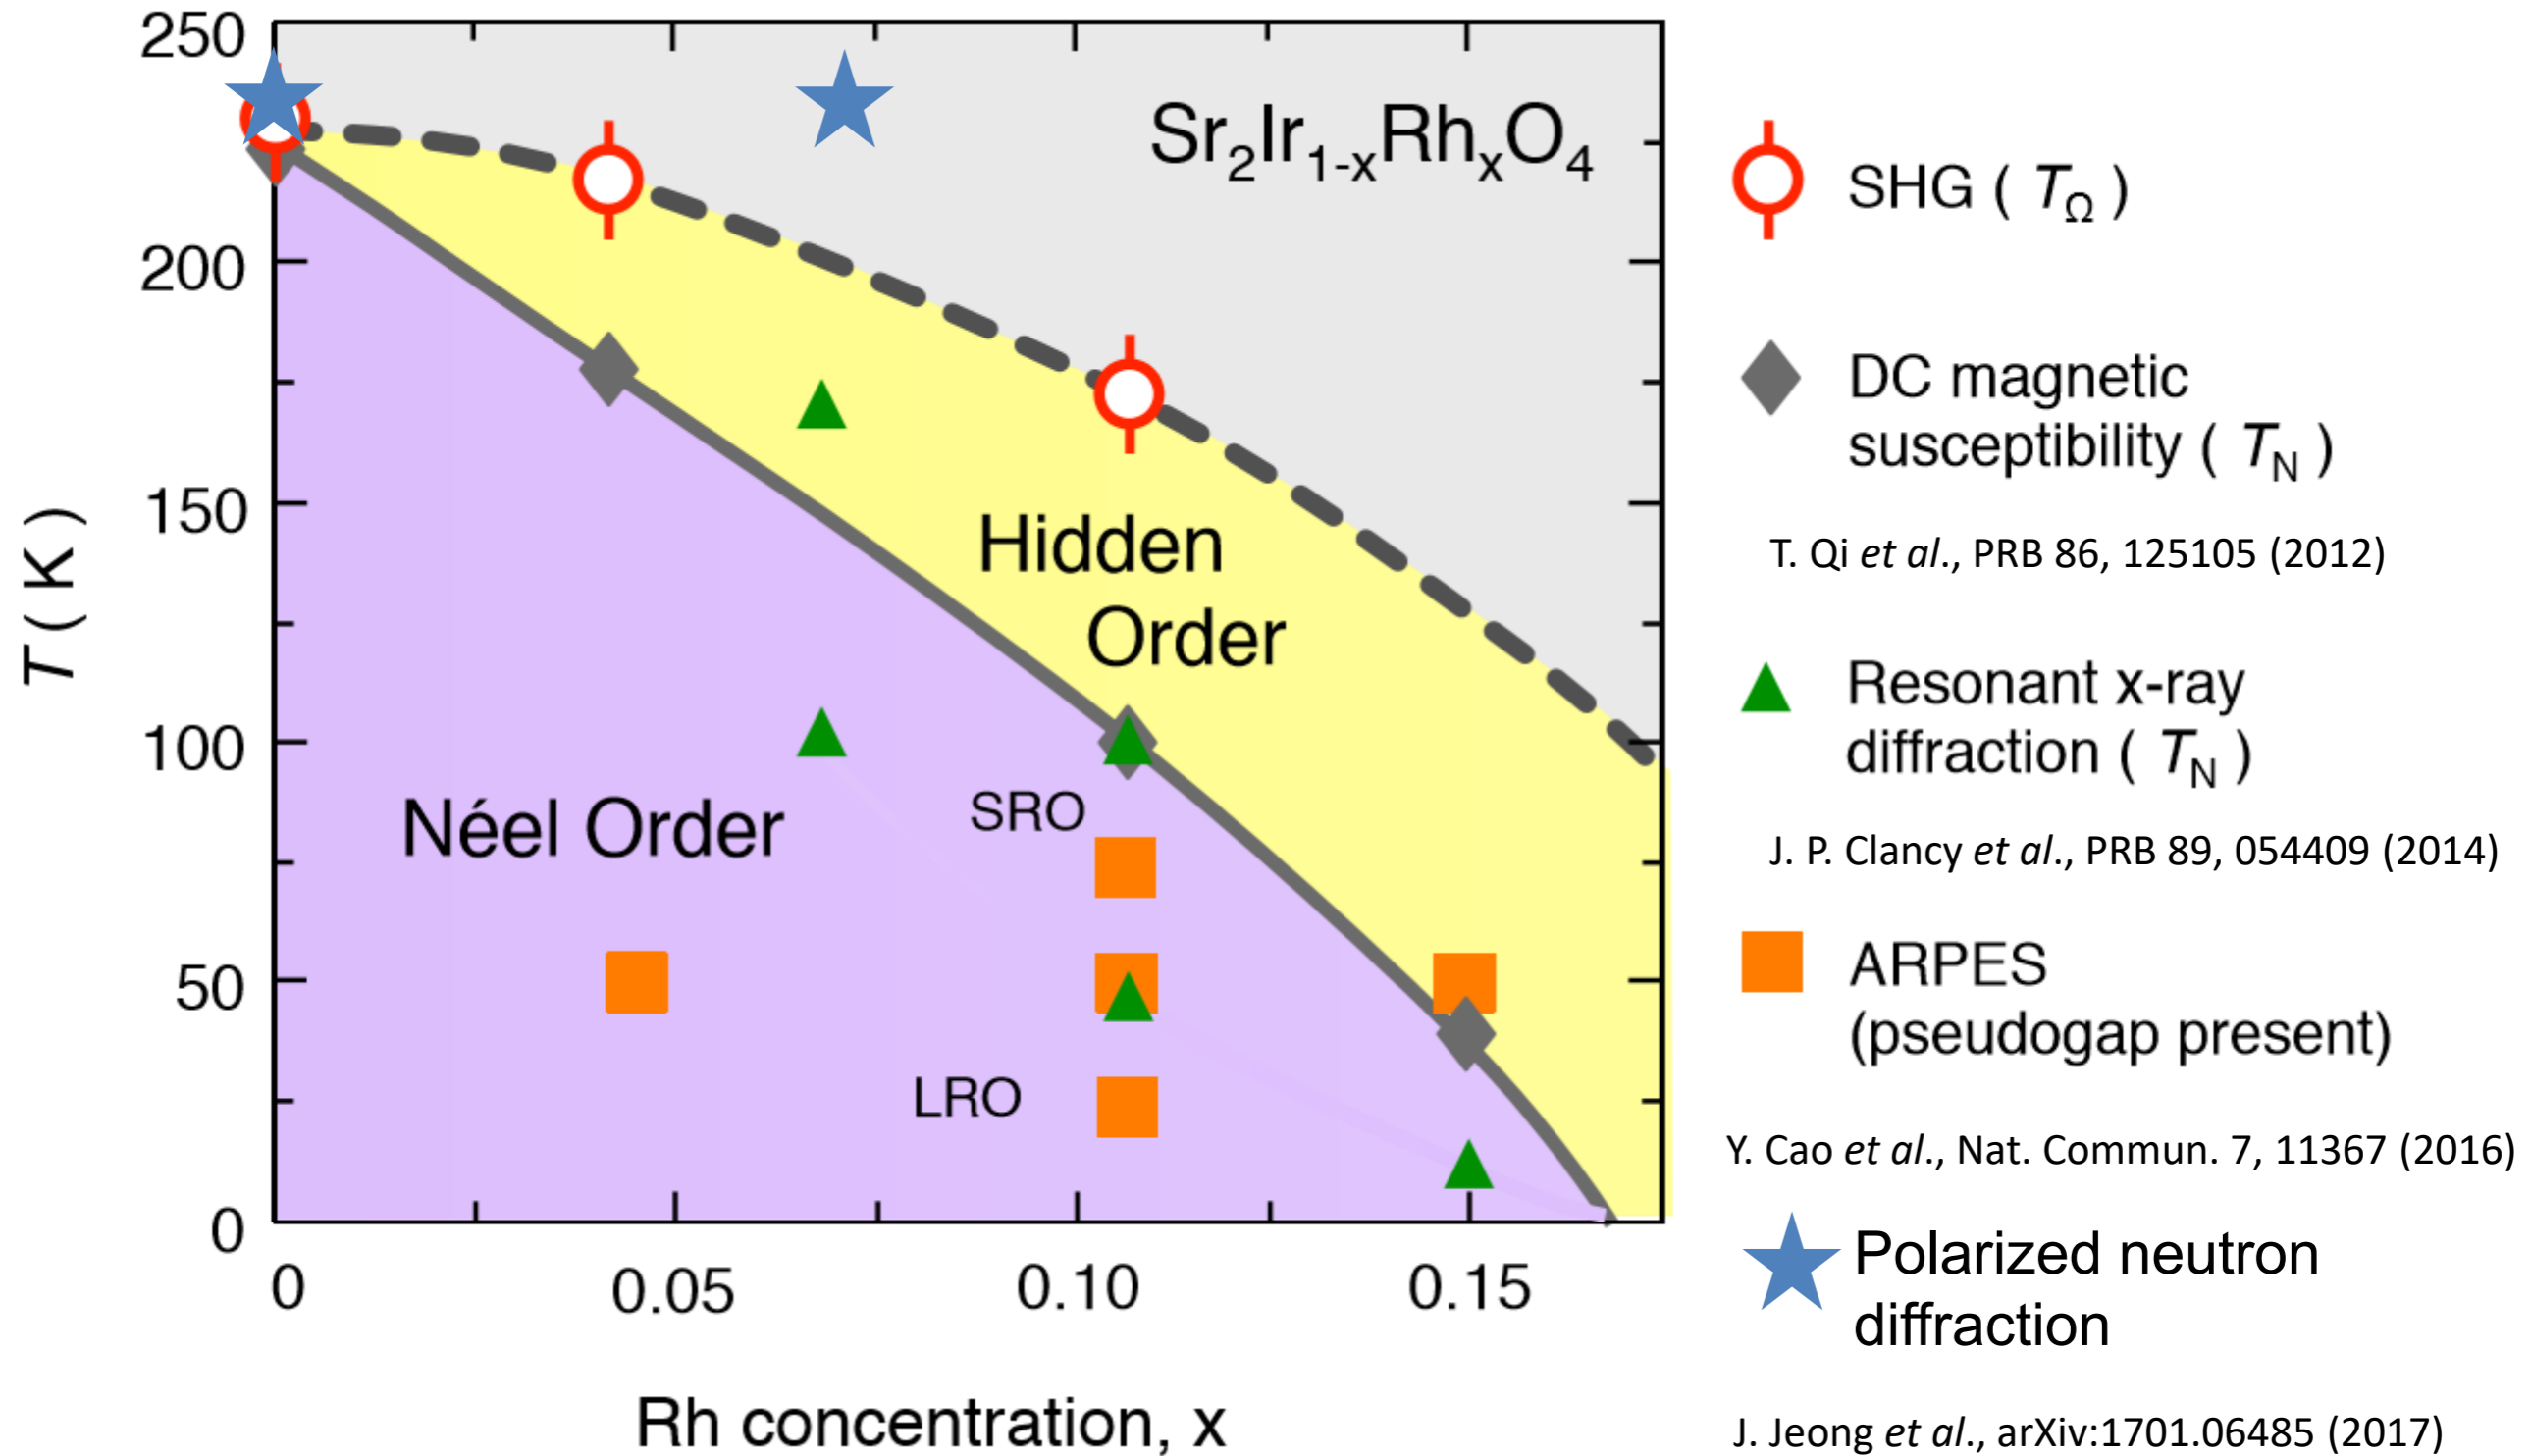 250
200
150
100
50
0
T ( K )
Sr₂Ir₁₋ₓRhₓO₄
Hidden
Order
SRO
Néel Order
LRO
0 0.05 0.10 0.15
Rh concentration, x
SHG ( T_Ω )
DC magnetic
susceptibility ( T_N )
T. Qi et al., PRB 86, 125105 (2012)
Resonant x-ray
diffraction ( T_N )
J. P. Clancy et al., PRB 89, 054409 (2014)
ARPES
(pseudogap present)
Y. Cao et al., Nat. Commun. 7, 11367 (2016)
Polarized neutron
diffraction
J. Jeong et al., arXiv:1701.06485 (2017)